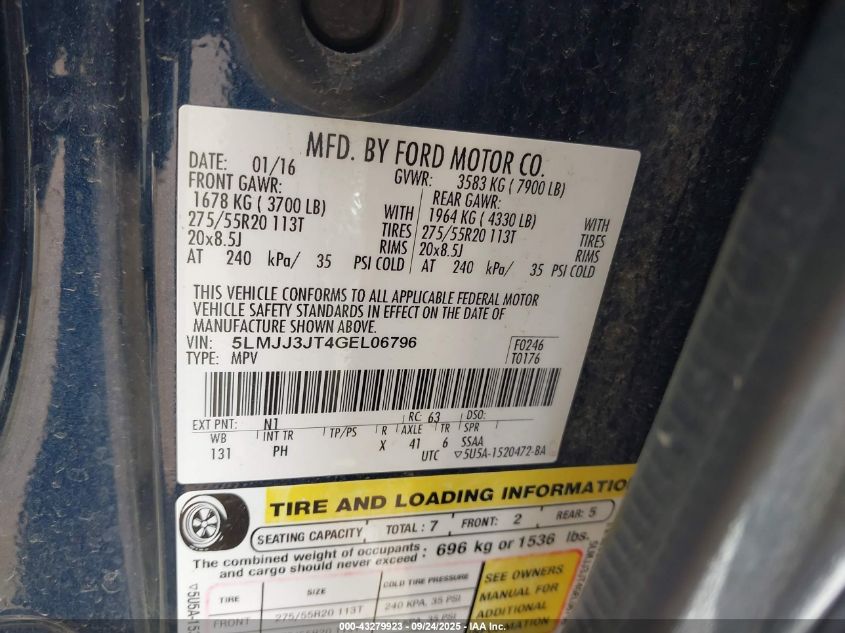 MFD. BY FORD MOTOR CO.
DATE: 01/16 GVWR: 3583 KG ( 7900 LB)
FRONT GAWR: REAR GAWR:
1678 KG ( 3700 LB) WITH 1964 KG ( 4330 LB) WITH
275/55R20 113T TIRES 275/55R20 113T TIRES
20x8.5J RIMS 20x8.5J RIMS
AT 240 kPa/ 35 PSI COLD AT 240 kPa/ 35 PSI COLD
THIS VEHICLE CONFORMS TO ALL APPLICABLE FEDERAL MOTOR
VEHICLE SAFETY STANDARDS IN EFFECT ON THE DATE OF
MANUFACTURE SHOWN ABOVE.
VIN: 5LMJJ3JT4GEL06796 F0246
TYPE: MPV T0176
EXT PNT: N1 RC: 63 DSO:
WB INT TR TP/PS R AXLE TR SPR
131 PH X 41 6 SSAA
UTC ▽5U5A-1520472-BA
TIRE AND LOADING INFORMATION
SEATING CAPACITY TOTAL: 7 FRONT: 2 REAR: 5
The combined weight of occupants and cargo should never exceed : 696 kg or 1536 lbs.
TIRE SIZE COLD TIRE PRESSURE
FRONT 275/55R20 113T 240 KPA, 35 PSI
SEE OWNERS
MANUAL FOR
ADDITIONAL
000-43279923 - 09/24/2025 - IAA Inc.